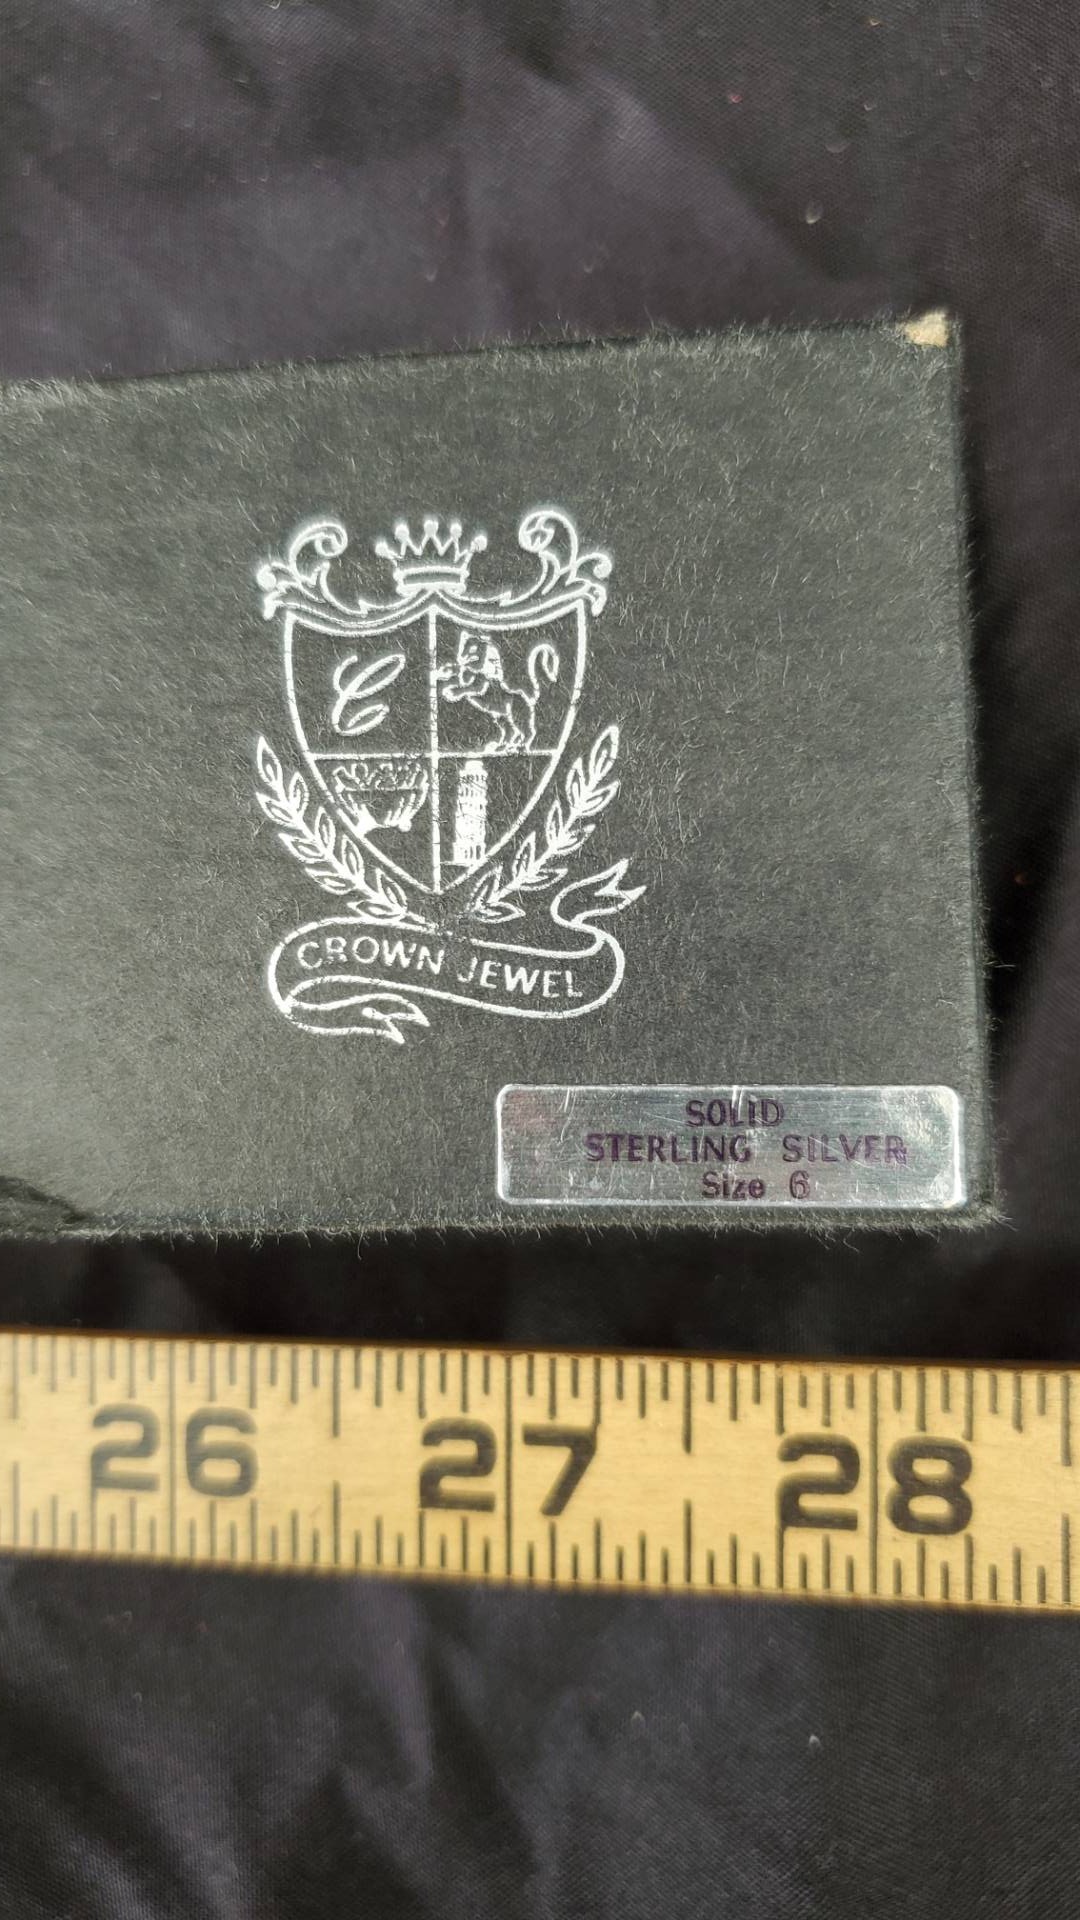 C
CROWN JEWEL
SOLID
STERLING SILVER
Size 6
26 27 28